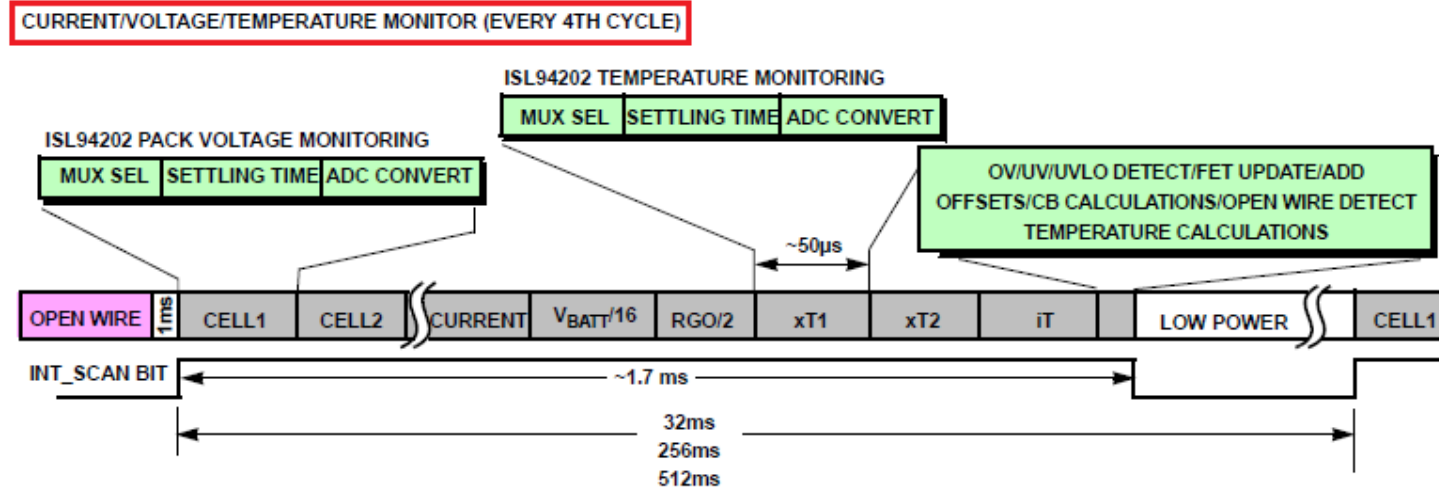 CURRENT/VOLTAGE/TEMPERATURE MONITOR (EVERY 4TH CYCLE)
ISL94202 TEMPERATURE MONITORING
MUX SEL SETTLING TIME ADC CONVERT
ISL94202 PACK VOLTAGE MONITORING
MUX SEL SETTLING TIME ADC CONVERT
OV/UV/UVLO DETECT/FET UPDATE/ADD
OFFSETS/CB CALCULATIONS/OPEN WIRE DETECT
TEMPERATURE CALCULATIONS
~50µs
OPEN WIRE 1ms CELL1 CELL2 CURRENT VBATT/16 RGO/2 xT1 xT2 iT LOW POWER CELL1
INT_SCAN BIT
~1.7 ms
32ms
256ms
512ms